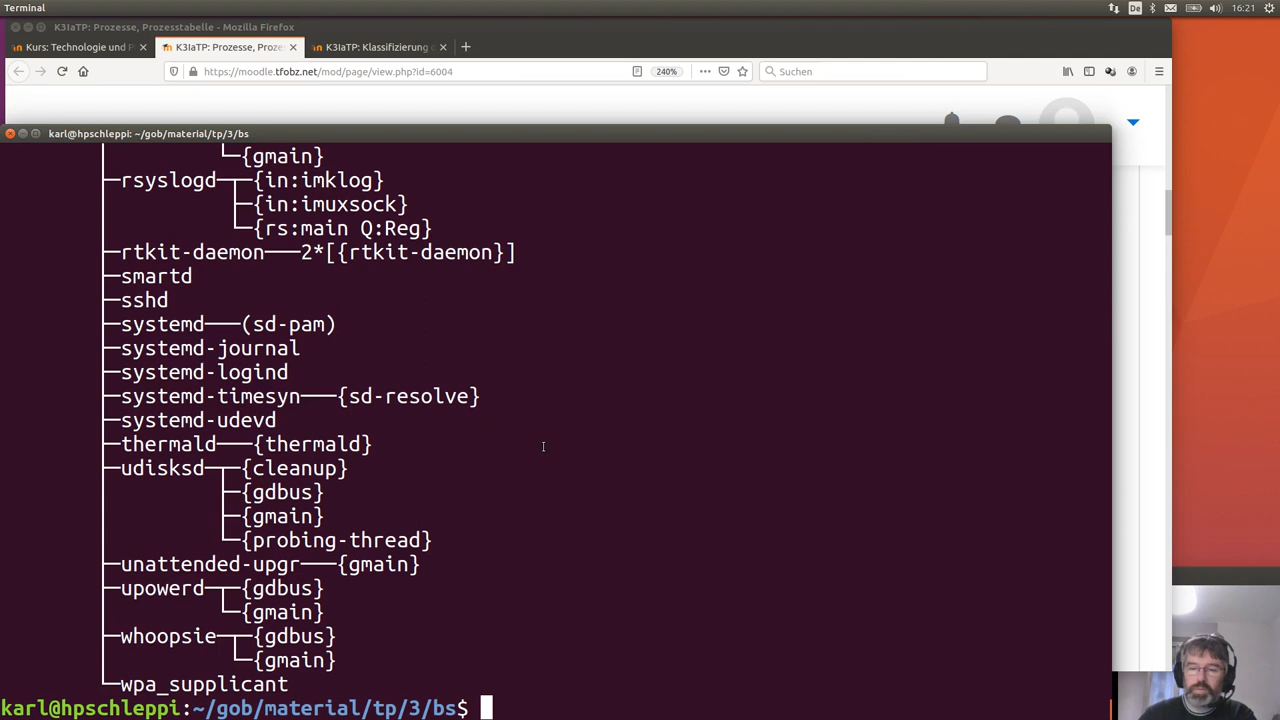 Terminal
De
16:21
K3IaTP: Prozesse, Prozesstabelle - Mozilla Firefox
Kurs: Technologie und P
K3IaTP: Prozesse, Proze
K3IaTP: Klassifizierung
https://moodle.tfobz.net/mod/page/view.php?id=6004
240%
Suchen
karl@hpschleppi: ~/gob/material/tp/3/bs
└─{gmain}
├─rsyslogd─┬─{in:imklog}
├─{in:imuxsock}
└─{rs:main Q:Reg}
├─rtkit-daemon───2*[{rtkit-daemon}]
├─smartd
├─sshd
├─systemd───(sd-pam)
├─systemd-journal
├─systemd-logind
├─systemd-timesyn───{sd-resolve}
├─systemd-udevd
├─thermald───{thermald}
├─udisksd─┬─{cleanup}
├─{gdbus}
├─{gmain}
└─{probing-thread}
├─unattended-upgr───{gmain}
├─upowerd─┬─{gdbus}
└─{gmain}
├─whoopsie─┬─{gdbus}
└─{gmain}
└─wpa_supplicant
karl@hpschleppi:~/gob/material/tp/3/bs$